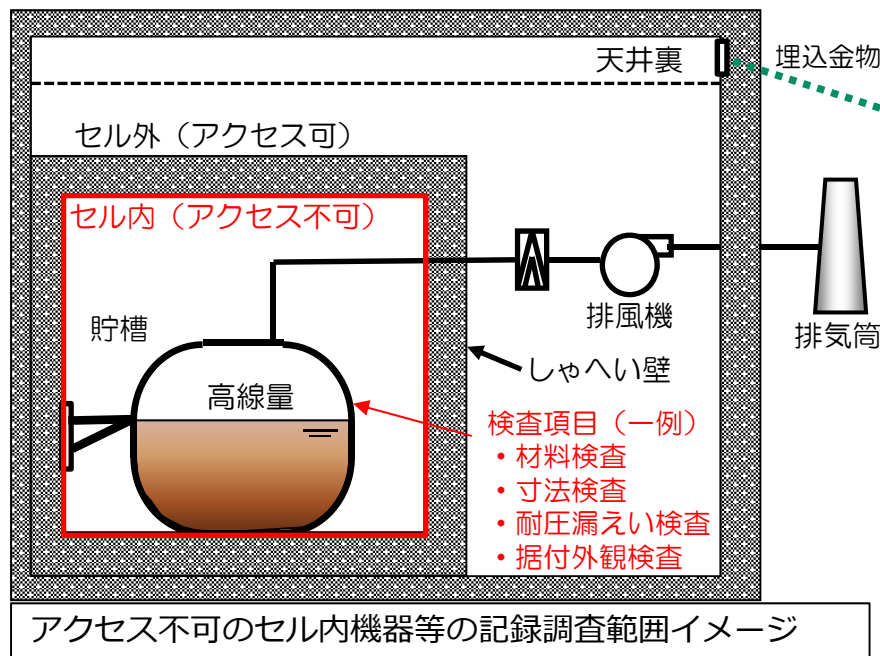 天井裏
埋込金物
セル外（アクセス可）
セル内（アクセス不可）
貯槽
高線量
排風機
排気筒
しゃへい壁
検査項目（一例）
・材料検査
・寸法検査
・耐圧漏えい検査
・据付外観検査
アクセス不可のセル内機器等の記録調査範囲イメージ